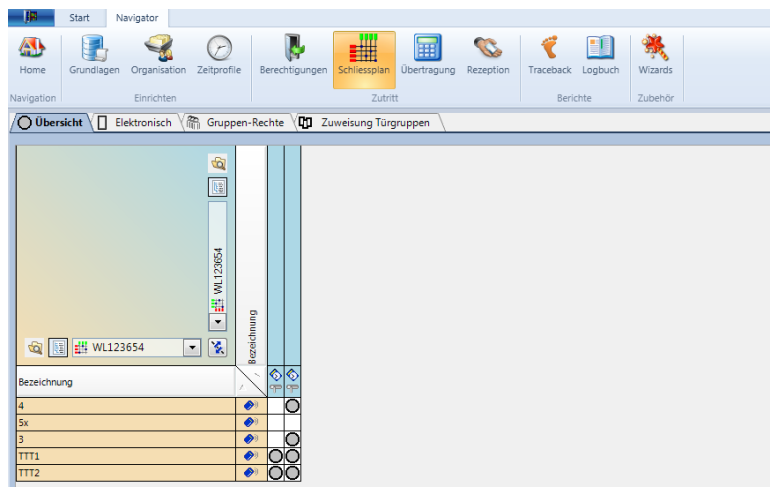 Start Navigator
Home Grundlagen Organisation Zeitprofile Berechtigungen Schliessplan Übertragung Rezeption Traceback Logbuch Wizards
Navigation Einrichten Zutritt Berichte Zubehör
Übersicht Elektronisch Gruppen-Rechte Zuweisung Türgruppen
WL123654
Bezeichnung
WL123654
Bezeichnung
4
5x
3
TTT1
TTT2